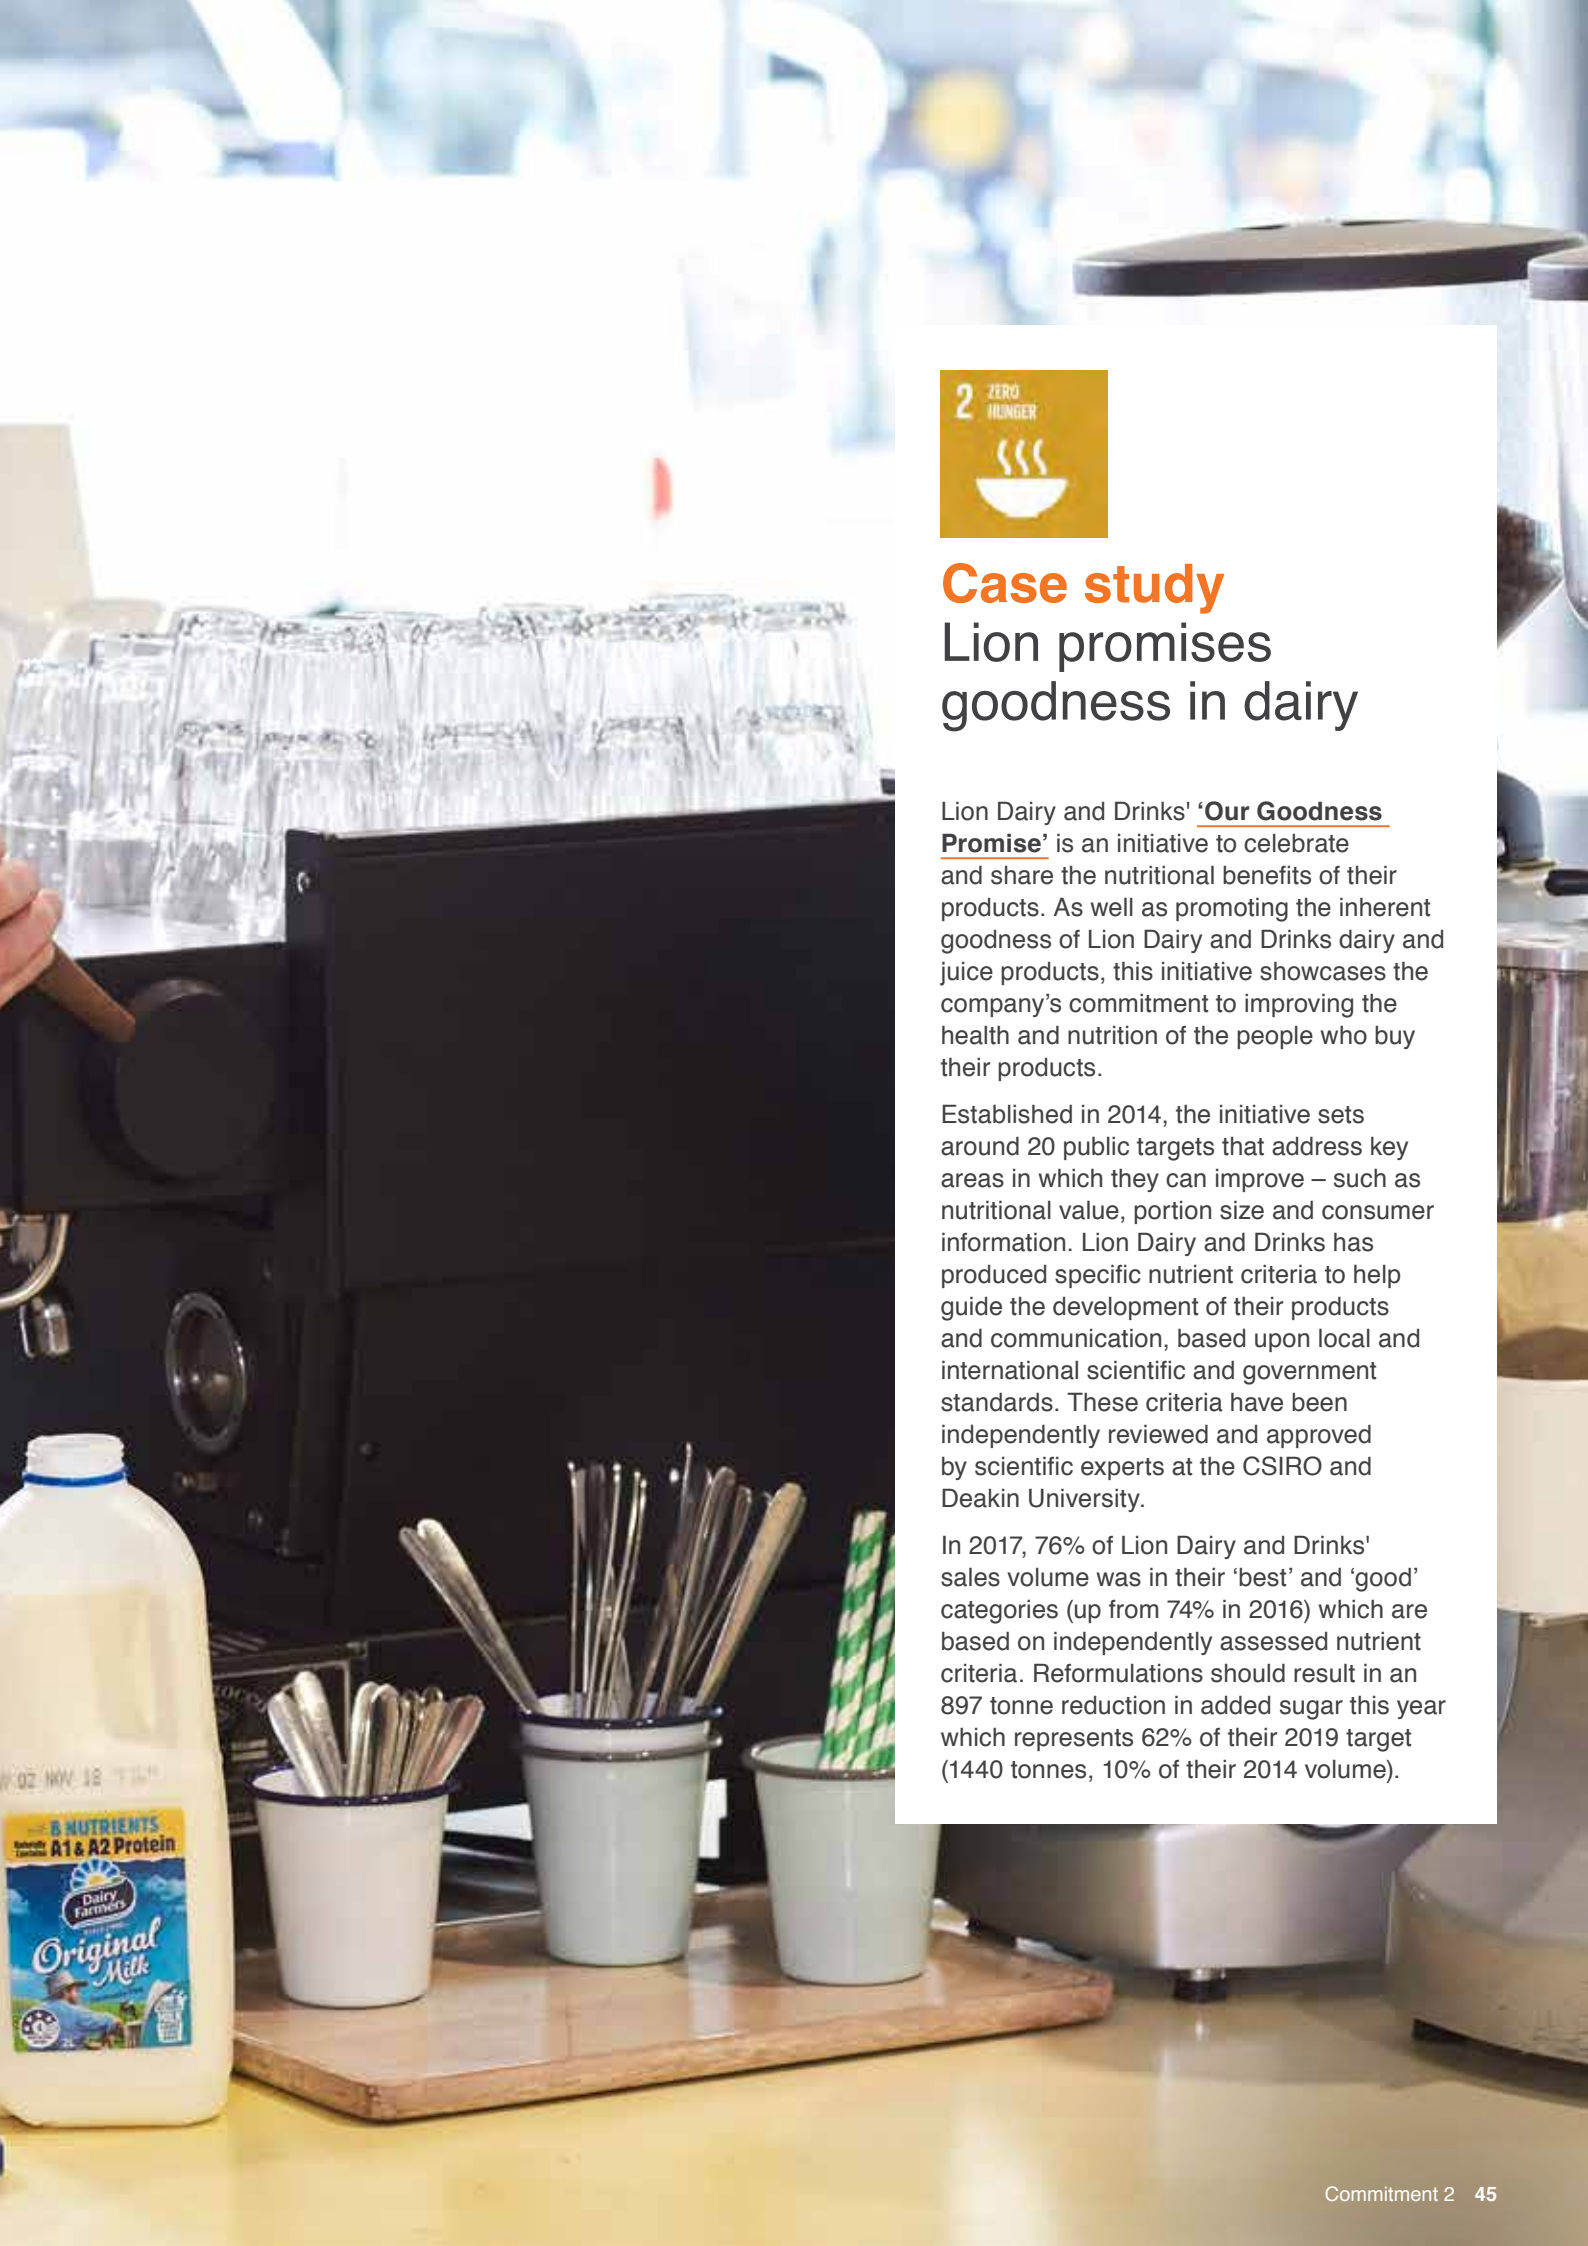 2 ZERO
HUNGER
Case study
Lion promises
goodness in dairy
Lion Dairy and Drinks' ‘Our Goodness
Promise’ is an initiative to celebrate
and share the nutritional benefits of their
products. As well as promoting the inherent
goodness of Lion Dairy and Drinks dairy and
juice products, this initiative showcases the
company’s commitment to improving the
health and nutrition of the people who buy
their products.
Established in 2014, the initiative sets
around 20 public targets that address key
areas in which they can improve – such as
nutritional value, portion size and consumer
information. Lion Dairy and Drinks has
produced specific nutrient criteria to help
guide the development of their products
and communication, based upon local and
international scientific and government
standards. These criteria have been
independently reviewed and approved
by scientific experts at the CSIRO and
Deakin University.
In 2017, 76% of Lion Dairy and Drinks'
sales volume was in their ‘best’ and ‘good’
categories (up from 74% in 2016) which are
based on independently assessed nutrient
criteria. Reformulations should result in an
897 tonne reduction in added sugar this year
which represents 62% of their 2019 target
(1440 tonnes, 10% of their 2014 volume).
02 NOV 18
8 NUTRIENTS
Naturally
Contains A1 & A2 Protein
Dairy
Farmers
Original
Milk
2L
Commitment 2 45